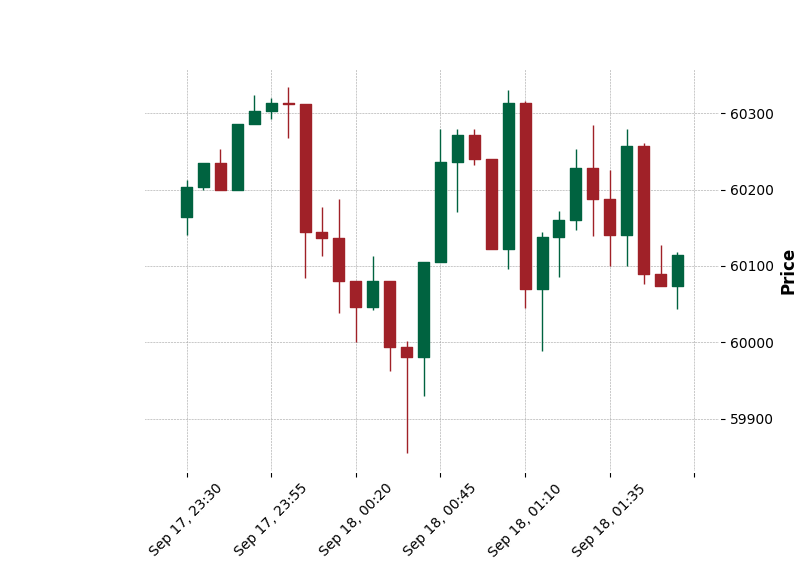 60300
60200
60100
60000
59900
Price
Sep 17, 23:30
Sep 17, 23:55
Sep 18, 00:20
Sep 18, 00:45
Sep 18, 01:10
Sep 18, 01:35